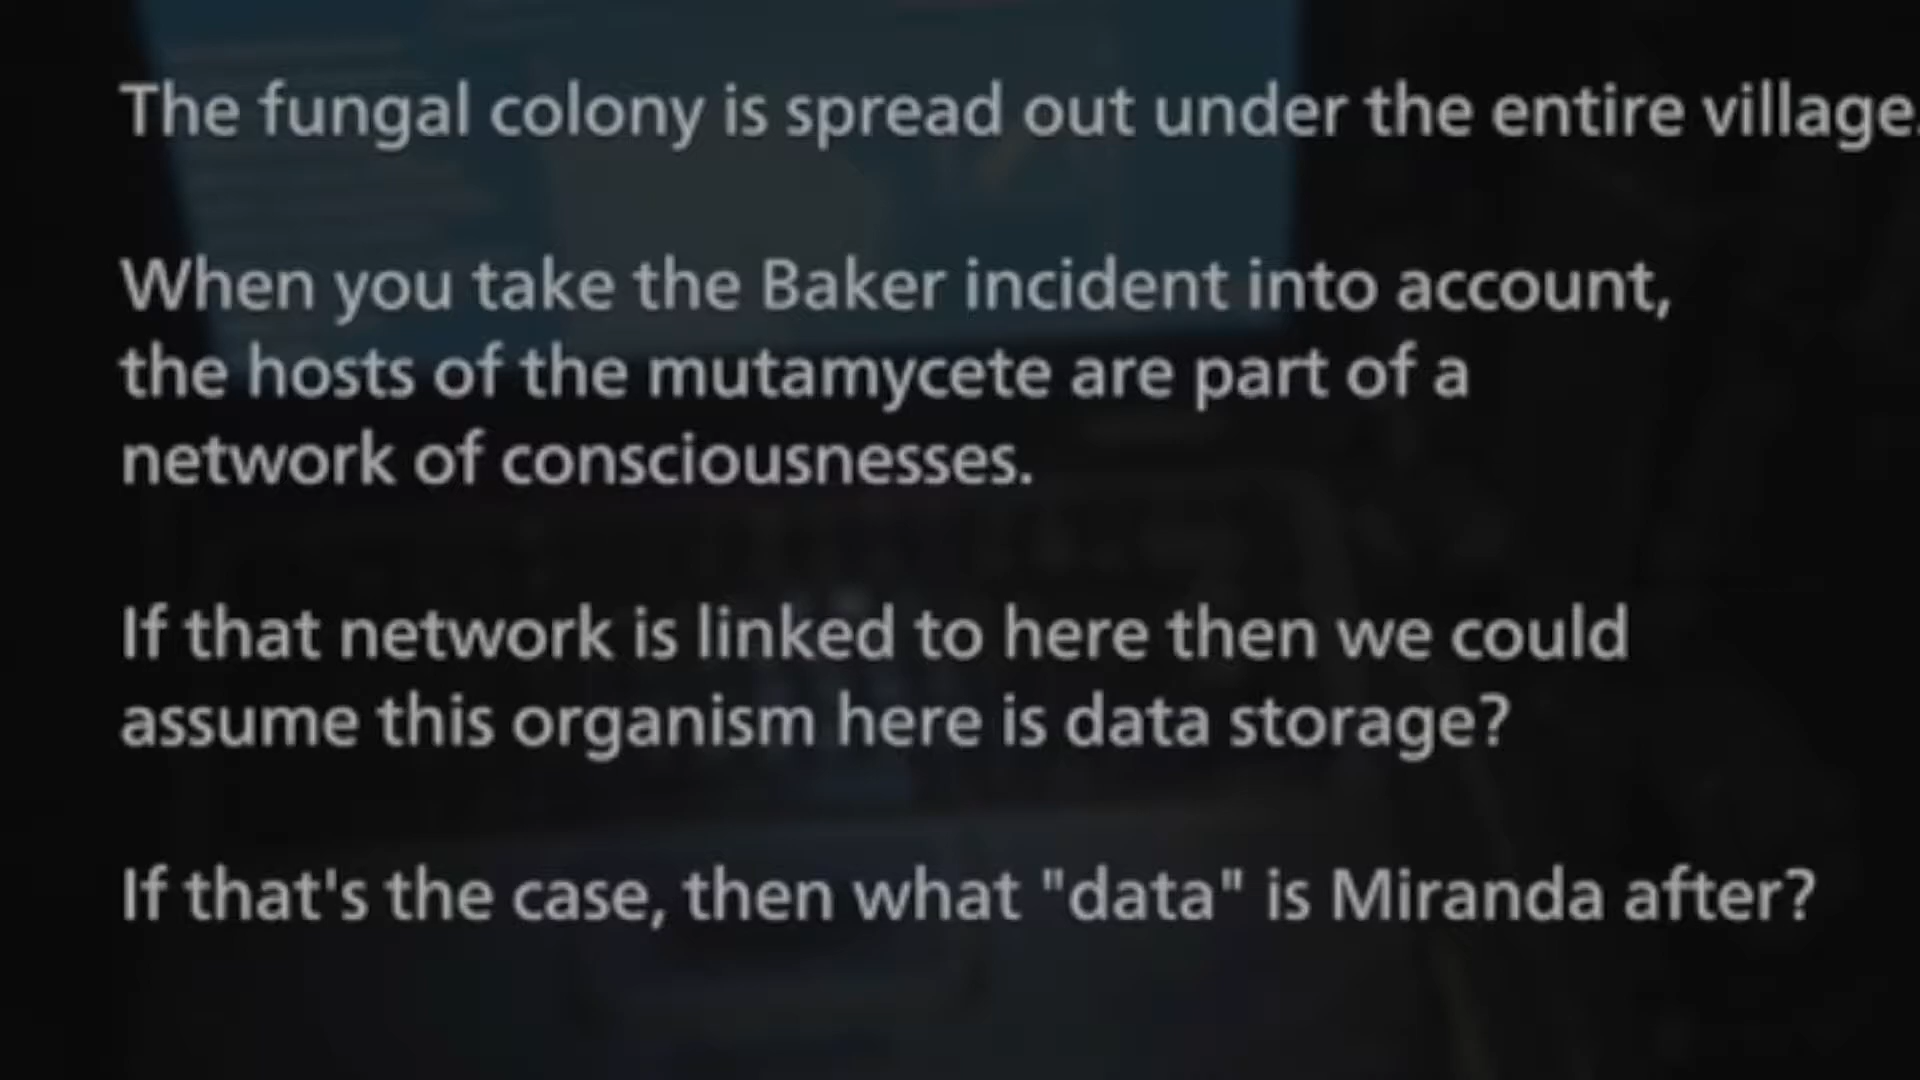 The fungal colony is spread out under the entire village.
When you take the Baker incident into account,
the hosts of the mutamycete are part of a
network of consciousnesses.
If that network is linked to here then we could
assume this organism here is data storage?
If that's the case, then what "data" is Miranda after?